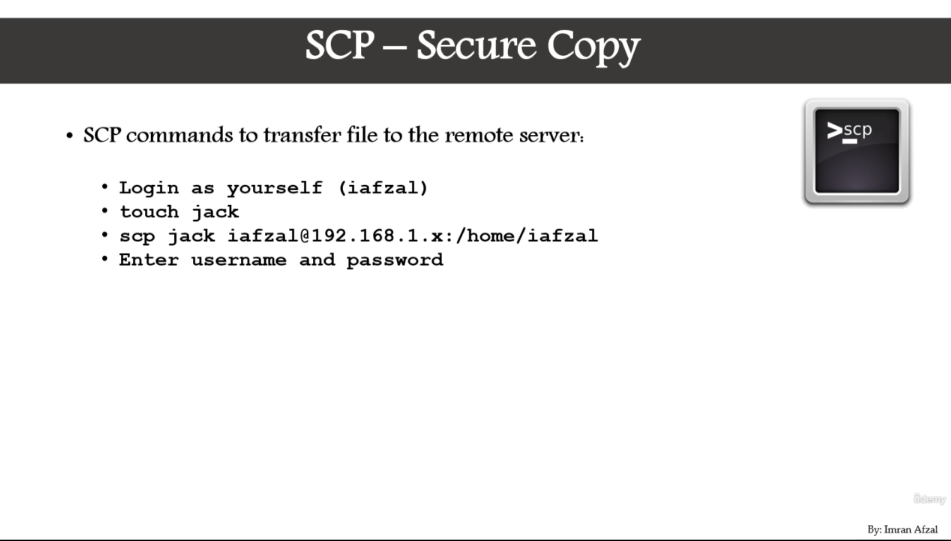 SCP – Secure Copy
>scp
• SCP commands to transfer file to the remote server:
• Login as yourself (iafzal)
• touch jack
• scp jack iafzal@192.168.1.x:/home/iafzal
• Enter username and password
ûdemy
By: Imran Afzal